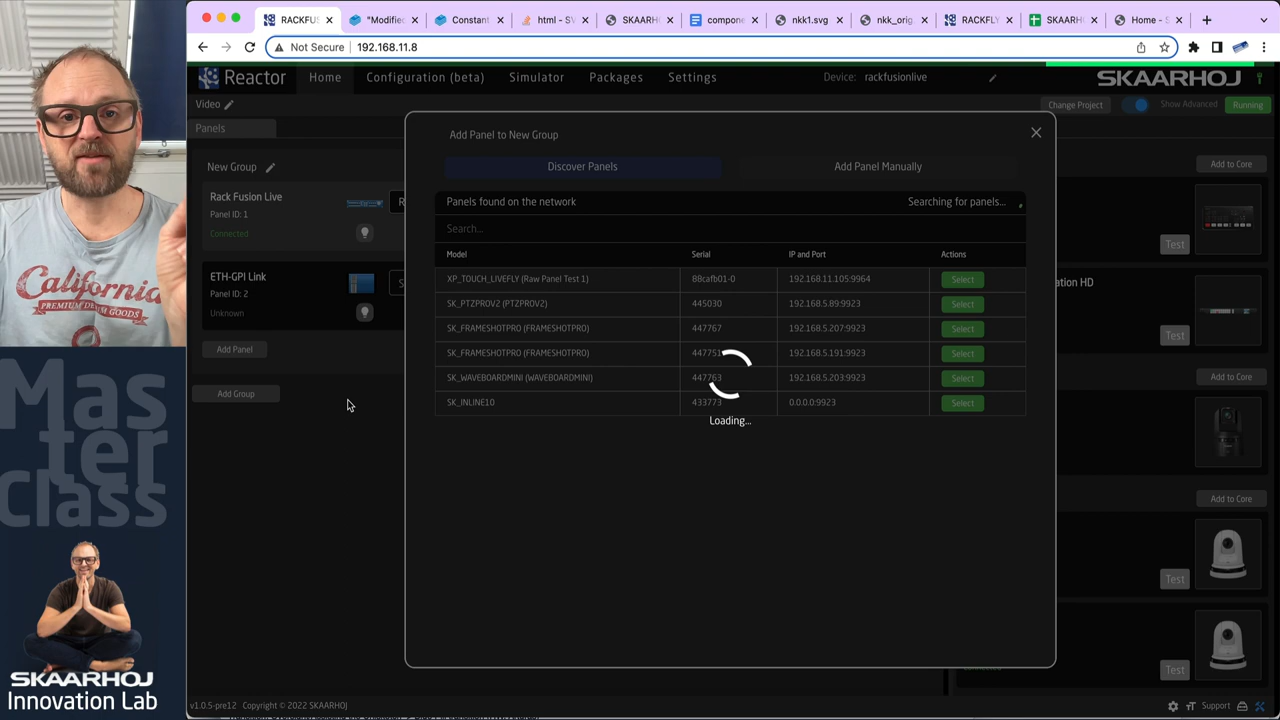 RACKFUS
"Modified
Constant
html - SV
SKAARHO
compone
nkk1.svg
nkk_orig.
RACKFLY
SKAARH
Home - S
Not Secure
192.168.11.8
Reactor
Home
Configuration (beta)
Simulator
Packages
Settings
Device:
rackfusionlive
SKAARHOJ
Video
Change Project
Show Advanced
Running
Panels
Add Panel to New Group
New Group
Discover Panels
Add Panel Manually
Add to Core
Rack Fusion Live
Panel ID: 1
Connected
R
Panels found on the network
Searching for panels...
Search...
Test
Model
Serial
IP and Port
Actions
ETH-GPI Link
Panel ID: 2
Unknown
S
XP_TOUCH_LIVEFLY (Raw Panel Test 1)
88cafb01-0
192.168.11.105:9964
Select
ation HD
SK_PTZPROV2 (PTZPROV2)
445030
192.168.5.89:9923
Select
SK_FRAMESHOTPRO (FRAMESHOTPRO)
447767
192.168.5.207:9923
Select
Test
Add Panel
SK_FRAMESHOTPRO (FRAMESHOTPRO)
447751
192.168.5.191:9923
Select
SK_WAVEBOARDMINI (WAVEBOARDMINI)
447763
192.168.5.203:9923
Select
Add to Core
Add Group
SK_INLINE10
433773
0.0.0.0:9923
Select
Loading...
Add to Core
Test
Test
v1.0.5-pre12
Copyright © 2022 SKAARHOJ
Support
California
PREMIUM DENIM GOODS
Mas
ter
Class
SKAARHOJ
Innovation Lab